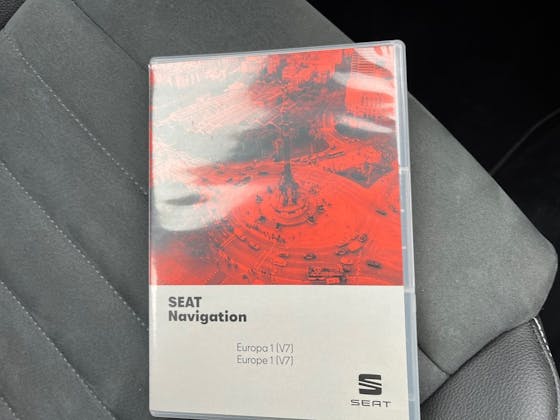 SEAT
Navigation
Europa 1 (V7)
Europe 1 (V7)
SEAT